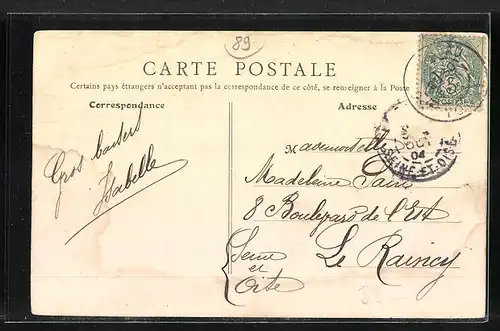 89
CARTE POSTALE
Certains pays étrangers n'acceptant pas la correspondance de ce côté, se renseigner à la Poste
Correspondance
Adresse
Gros baisers
Isabelle
Mademoiselle
Madeleine
8 Boulevard de l'Est
Le Raincy
Seine
et
Oise
04
SEINE-ET-OISE